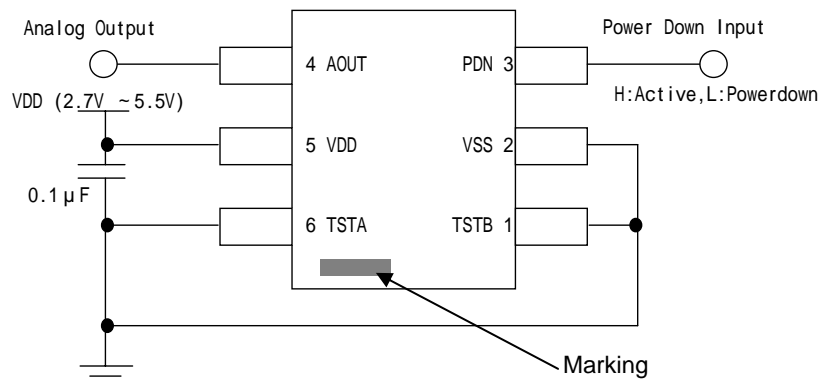 Analog Output
Power Down Input
4 AOUT
PDN 3
VDD (2.7V ~5.5V)
H:Active,L:Powerdown
5 VDD
VSS 2
0.1μF
6 TSTA
TSTB 1
Marking